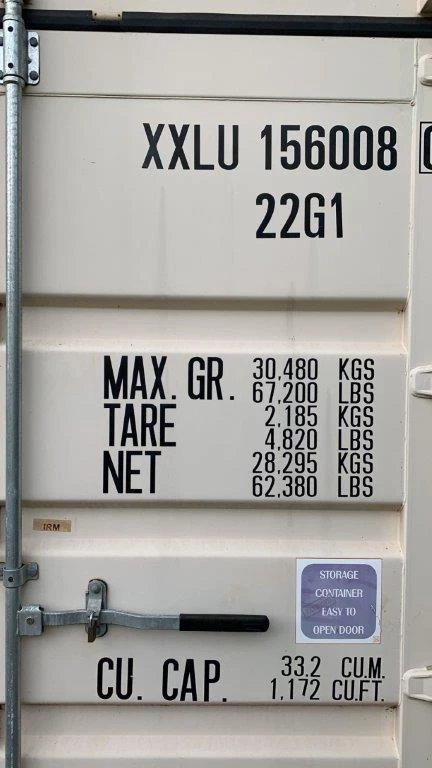 XXLU 156008
22G1
MAX. GR. 30,480 KGS
67,200 LBS
TARE 2,185 KGS
4,820 LBS
NET 28,295 KGS
62,380 LBS
IRM
STORAGE
CONTAINER
EASY TO
OPEN DOOR
CU. CAP. 33.2 CU.M.
1,172 CU.FT.